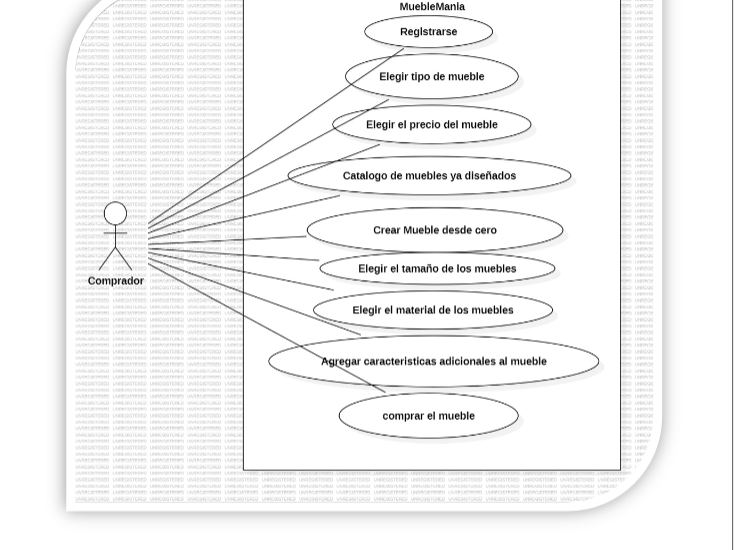 MuebleMania
Registrarse
Elegir tipo de mueble
Elegir el precio del mueble
Catalogo de muebles ya diseñados
Crear Mueble desde cero
Elegir el tamaño de los muebles
Elegir el material de los muebles
Agregar caracteristicas adicionales al mueble
comprar el mueble
Comprador